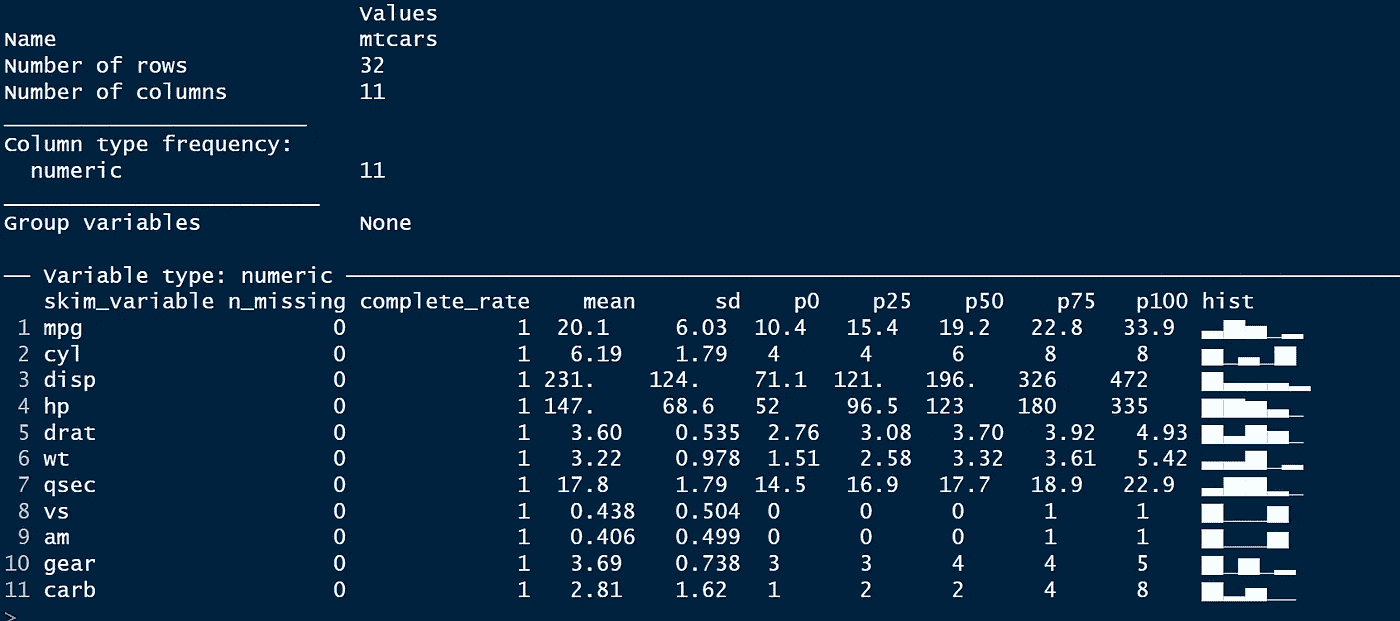 Values
Name mtcars
Number of rows 32
Number of columns 11
Column type frequency:
numeric 11
Group variables None
Variable type: numeric
skim_variable n_missing complete_rate mean sd p0 p25 p50 p75 p100 hist
1 mpg 0 1 20.1 6.03 10.4 15.4 19.2 22.8 33.9
2 cyl 0 1 6.19 1.79 4 4 6 8 8
3 disp 0 1 231. 124. 71.1 121. 196. 326 472
4 hp 0 1 147. 68.6 52 96.5 123 180 335
5 drat 0 1 3.60 0.535 2.76 3.08 3.70 3.92 4.93
6 wt 0 1 3.22 0.978 1.51 2.58 3.32 3.61 5.42
7 qsec 0 1 17.8 1.79 14.5 16.9 17.7 18.9 22.9
8 vs 0 1 0.438 0.504 0 0 0 1 1
9 am 0 1 0.406 0.499 0 0 0 1 1
10 gear 0 1 3.69 0.738 3 3 4 4 5
11 carb 0 1 2.81 1.62 1 2 2 4 8
>